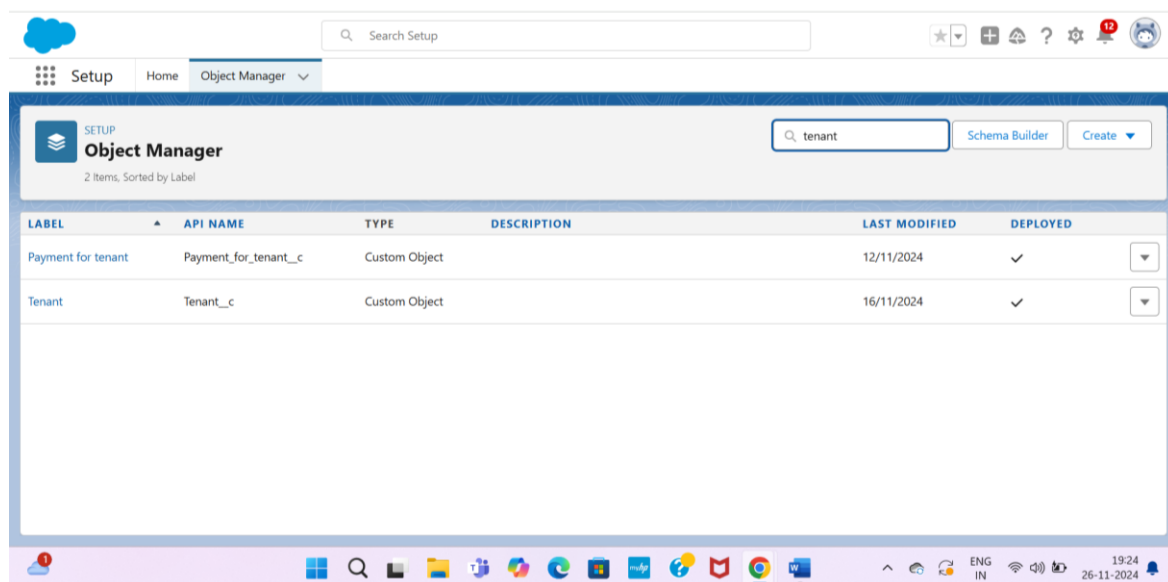 Search Setup
12
Setup Home Object Manager
SETUP
Object Manager
2 Items, Sorted by Label
tenant
Schema Builder
Create
LABEL API NAME TYPE DESCRIPTION LAST MODIFIED DEPLOYED
Payment for tenant Payment_for_tenant__c Custom Object 12/11/2024
Tenant Tenant__c Custom Object 16/11/2024
1
ENG
IN
19:24
26-11-2024